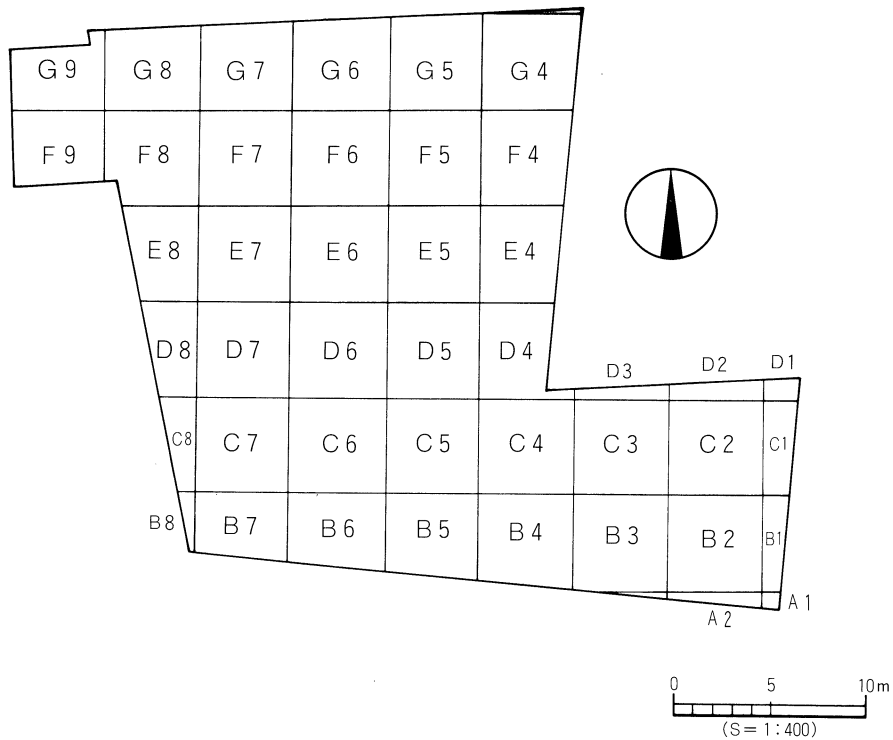 G9 G8 G7 G6 G5 G4
F9 F8 F7 F6 F5 F4
E8 E7 E6 E5 E4
D8 D7 D6 D5 D4 D3 D2 D1
C8 C7 C6 C5 C4 C3 C2 C1
B8 B7 B6 B5 B4 B3 B2 B1
A2 A1
0 5 10m
(S=1:400)